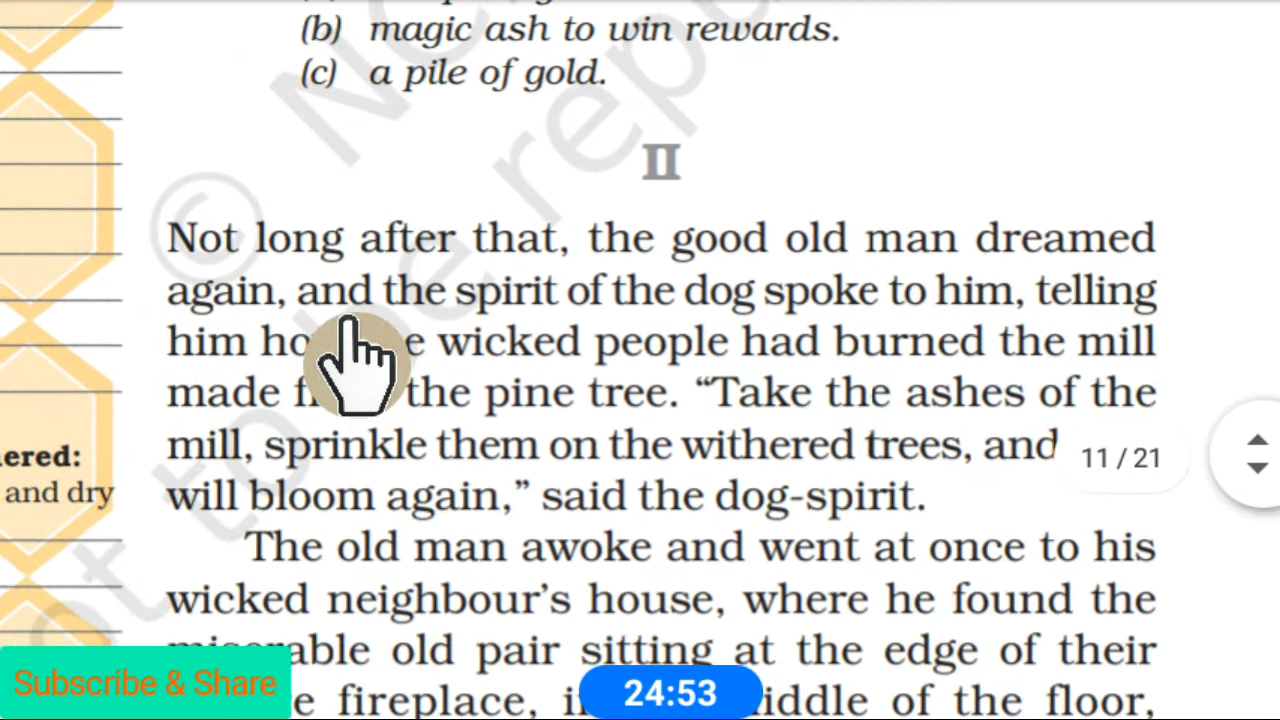 (b) magic ash to win rewards.
(c) a pile of gold.
II
Not long after that, the good old man dreamed
again, and the spirit of the dog spoke to him, telling
him wicked people had burned the mill
made the pine tree. “Take the ashes of the
mill, sprinkle them on the withered trees, and
will bloom again,” said the dog-spirit.
The old man awoke and went at once to his
wicked neighbour’s house, where he found the
old pair sitting at the edge of their
fireplace, of the floor,
and dry
11 / 21
Subscribe & Share
24:53
© not to be